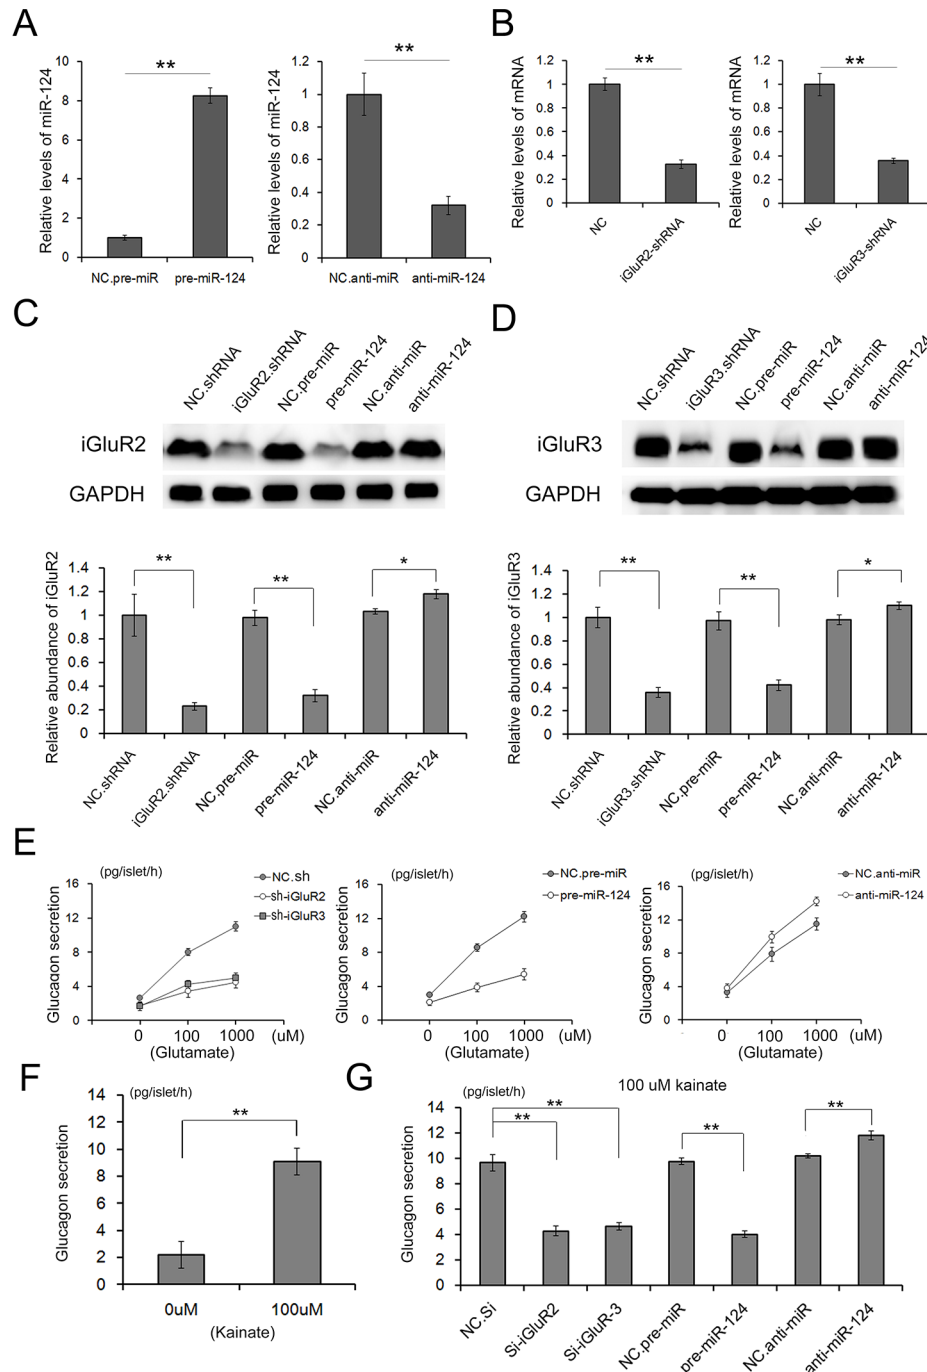 A
Relative levels of miR-124
10
8
6
4
2
0
**
NC.pre-miR
pre-miR-124
Relative levels of miR-124
1.2
1
0.8
0.6
0.4
0.2
0
**
NC.anti-miR
anti-miR-124
B
Relative levels of mRNA
1.2
1
0.8
0.6
0.4
0.2
0
**
NC
iGluR2-shRNA
Relative levels of mRNA
1.2
1
0.8
0.6
0.4
0.2
0
**
NC
iGluR3-shRNA
C
NC.shRNA
iGluR2.shRNA
NC.pre-miR
pre-miR-124
NC.anti-miR
anti-miR-124
iGluR2
GAPDH
Relative abundance of iGluR2
1.4
1.2
1
0.8
0.6
0.4
0.2
0
**
**
*
NC.shRNA
iGluR2.shRNA
NC.pre-miR
pre-miR-124
NC.anti-miR
anti-miR-124
D
NC.shRNA
iGluR3.shRNA
NC.pre-miR
pre-miR-124
NC.anti-miR
anti-miR-124
iGluR3
GAPDH
Relative abundance of iGluR3
1.4
1.2
1
0.8
0.6
0.4
0.2
0
**
**
*
NC.shRNA
iGluR3.shRNA
NC.pre-miR
pre-miR-124
NC.anti-miR
anti-miR-124
E
(pg/islet/h)
Glucagon secretion
16
12
8
4
0
NC.sh
sh-iGluR2
sh-iGluR3
0 100 1000 (uM)
(Glutamate)
(pg/islet/h)
Glucagon secretion
16
12
8
4
0
NC.pre-miR
pre-miR-124
0 100 1000 (uM)
(Glutamate)
(pg/islet/h)
Glucagon secretion
16
12
8
4
0
NC.anti-miR
anti-miR-124
0 100 1000 (uM)
(Glutamate)
F
(pg/islet/h)
Glucagon secretion
14
12
10
8
6
4
2
0
**
0uM 100uM
(Kainate)
G
(pg/islet/h)
100 uM kainate
Glucagon secretion
14
12
10
8
6
4
2
0
**
**
**
**
NC.Si
Si-iGluR2
Si-iGluR-3
NC.pre-miR
pre-miR-124
NC.anti-miR
anti-miR-124